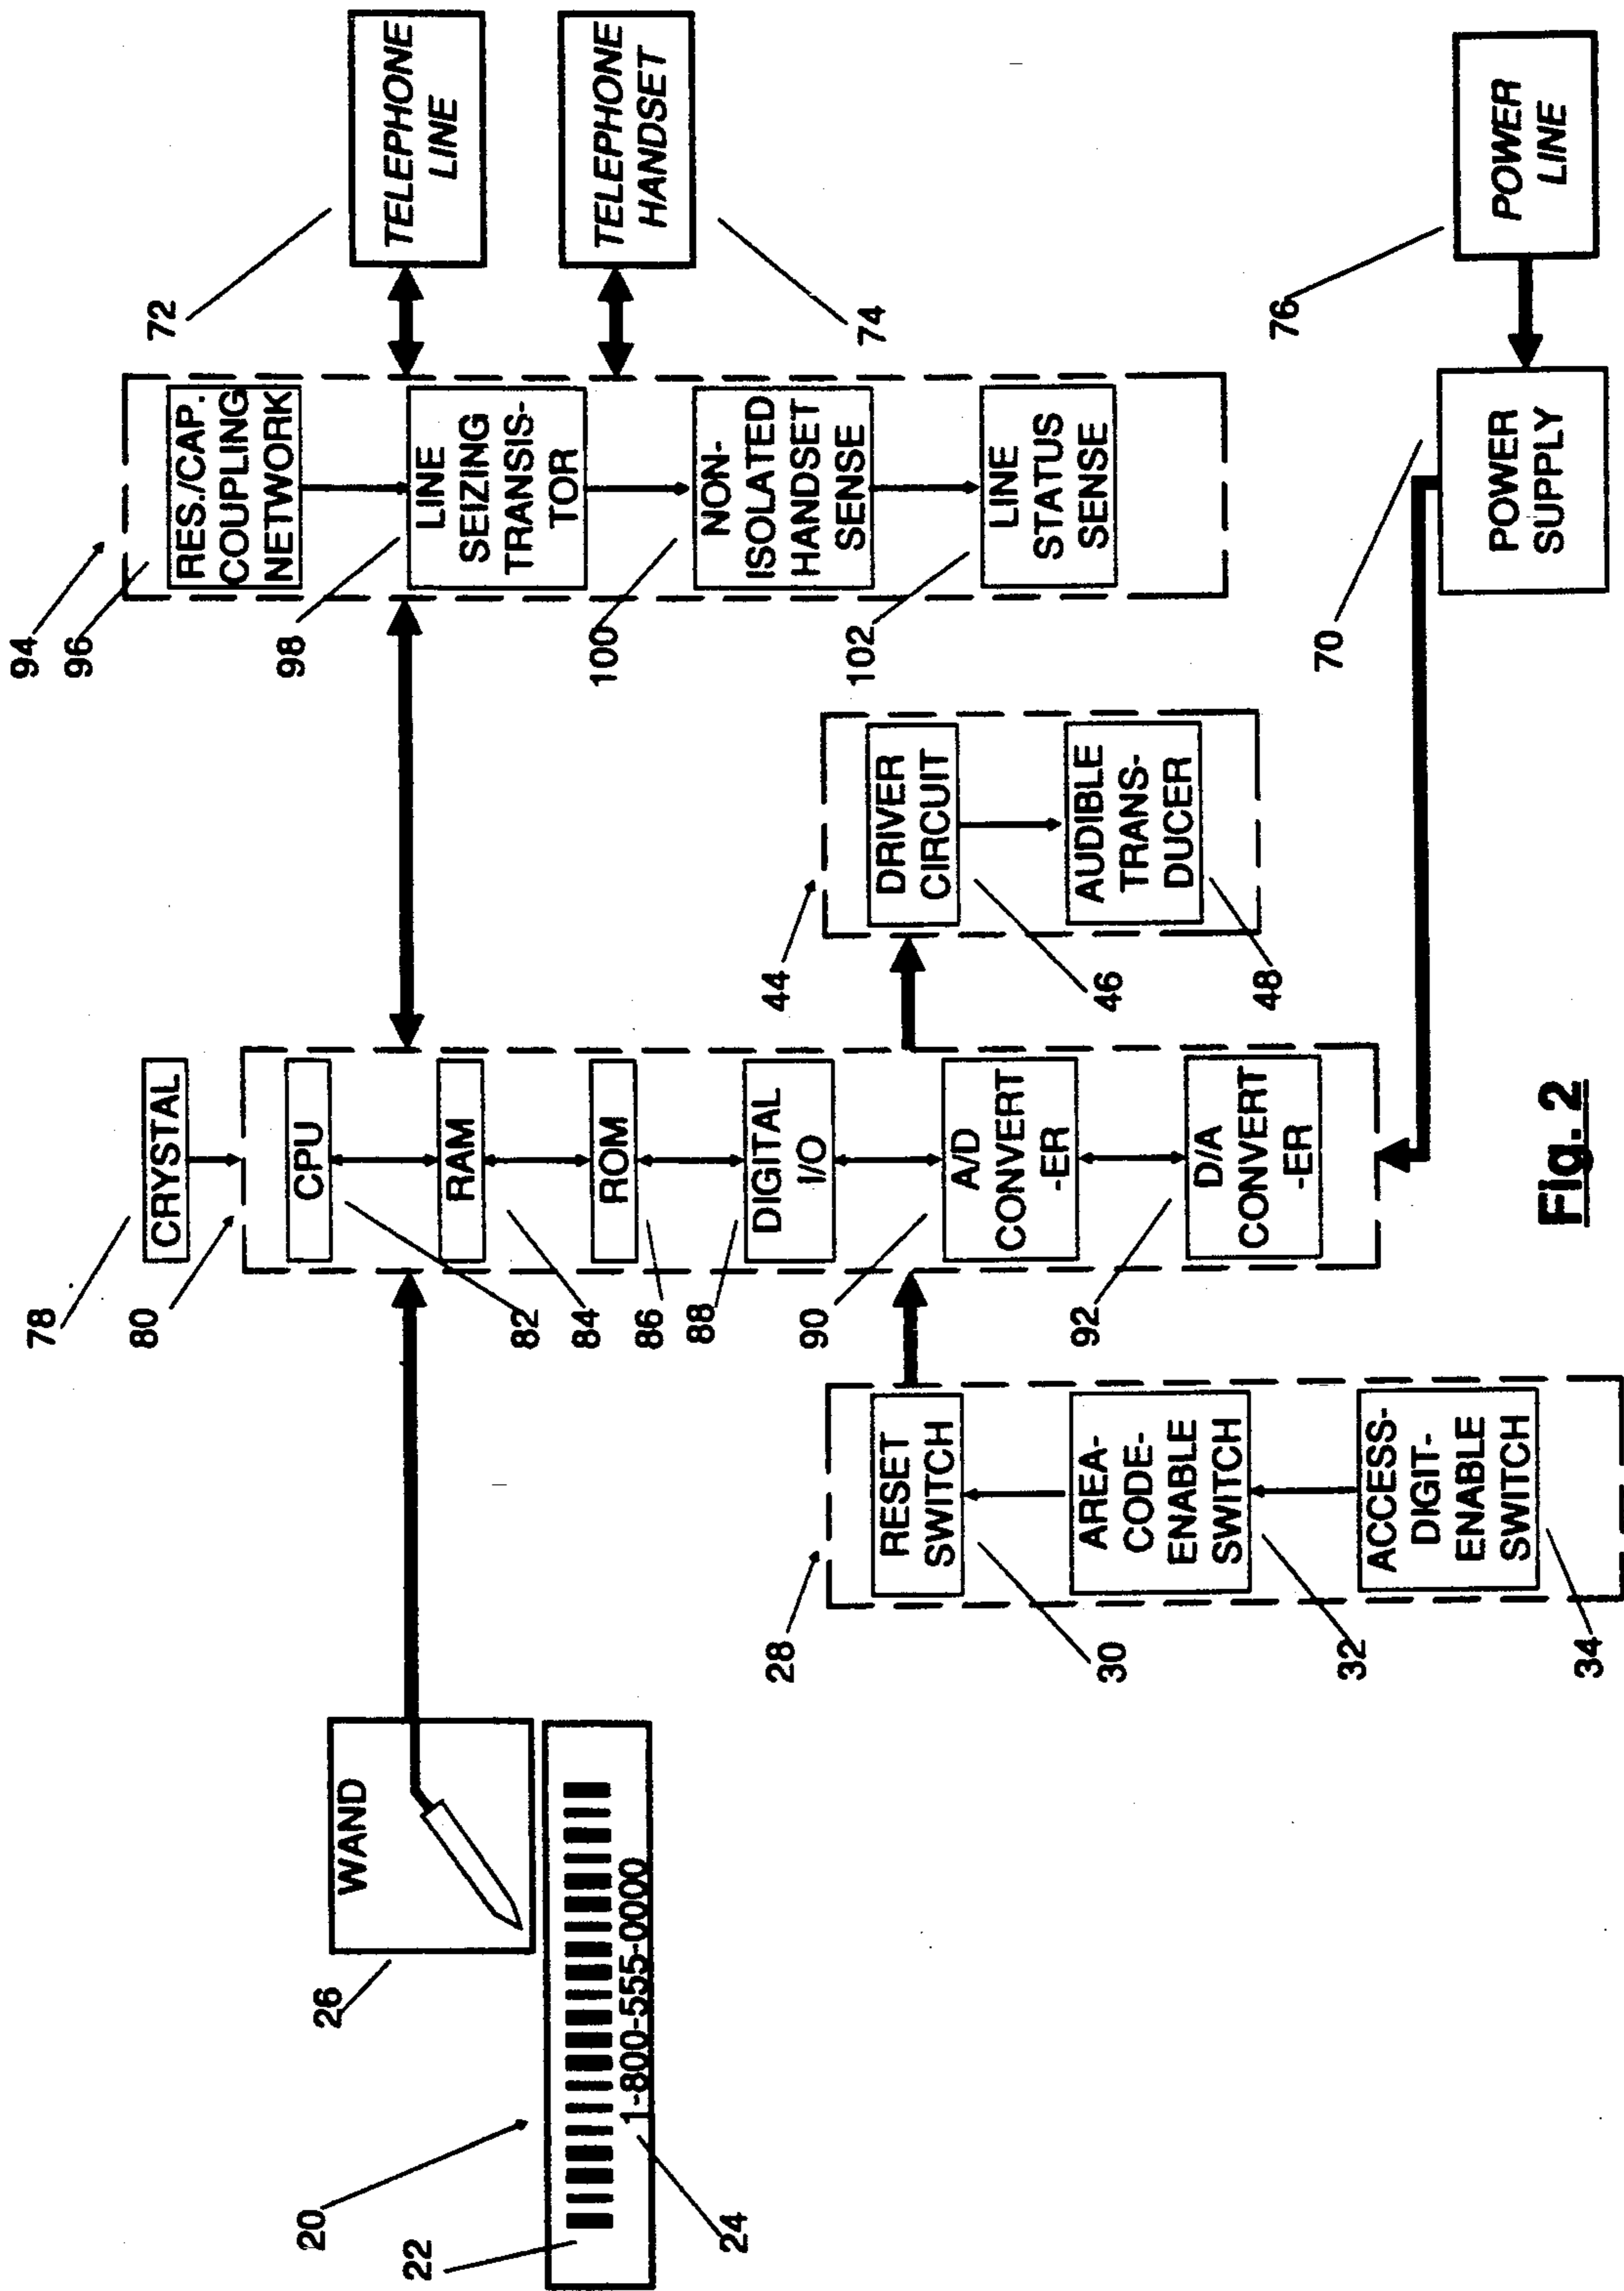 78
CRYSTAL
80
CPU
82
RAM
84
ROM
86
DIGITAL
I/O
88
A/D
CONVERT
-ER
90
D/A
CONVERT
-ER
92
WAND
26
20
22
1-800-555-0000
24
28
RESET
SWITCH
30
AREA-
CODE-
ENABLE
SWITCH
32
ACCESS-
DIGIT-
ENABLE
SWITCH
34
44
DRIVER
CIRCUIT
46
AUDIBLE
TRANS-
DUCER
48
94
96
RES./CAP.
COUPLING
NETWORK
98
LINE
SEIZING
TRANSIS-
TOR
100
NON-
ISOLATED
HANDSET
SENSE
102
LINE
STATUS
SENSE
72
TELEPHONE
LINE
74
TELEPHONE
HANDSET
70
POWER
SUPPLY
76
POWER
LINE
Fig. 2